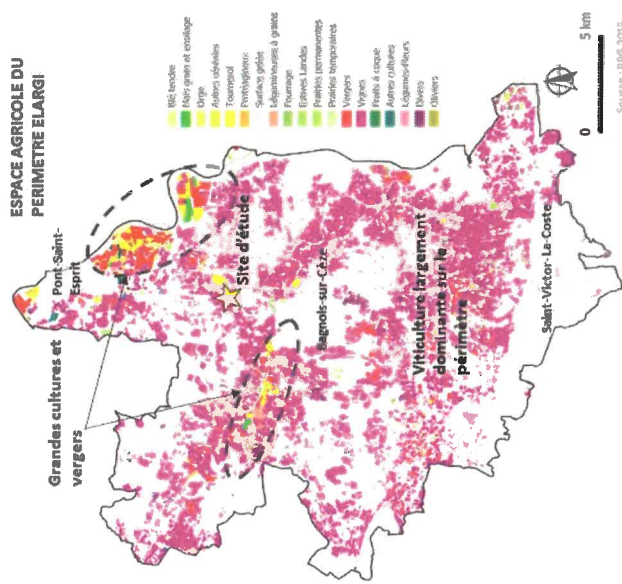 ESPACE AGRICOLE DU
PERIMETRE ELARGI
Blé tendre
Maïs grain et ensilage
Orge
Autres céréales
Tournesol
Protéagineux
Surface gelée
Légumineuses à grains
Fourrage
Estives Landes
Prairies permanentes
Prairies temporaires
Vergers
Vignes
Fruits à coque
Autres cultures
Légumes-Fleurs
Divers
Oliviers
Pont-Saint-
Esprit
Grandes cultures et
vergers
Site d'étude
Bagnols-sur-Cèze
Viticulture largement
dominante sur le
périmètre
Saint-Victor-La-Coste
0
5 km
Source : RPG 2018